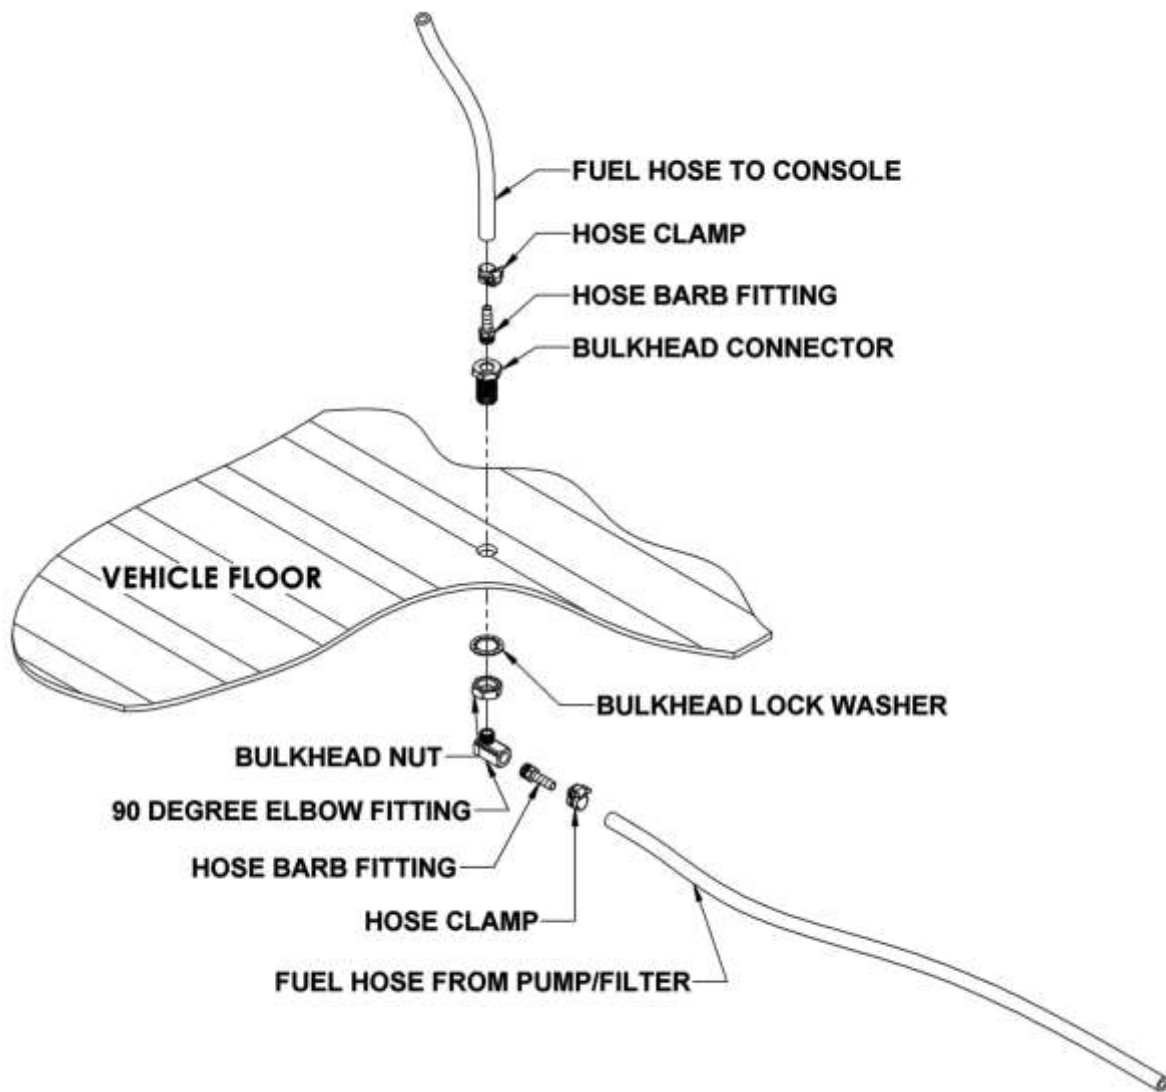 FUEL HOSE TO CONSOLE
HOSE CLAMP
HOSE BARB FITTING
BULKHEAD CONNECTOR
VEHICLE FLOOR
BULKHEAD LOCK WASHER
BULKHEAD NUT
90 DEGREE ELBOW FITTING
HOSE BARB FITTING
HOSE CLAMP
FUEL HOSE FROM PUMP/FILTER